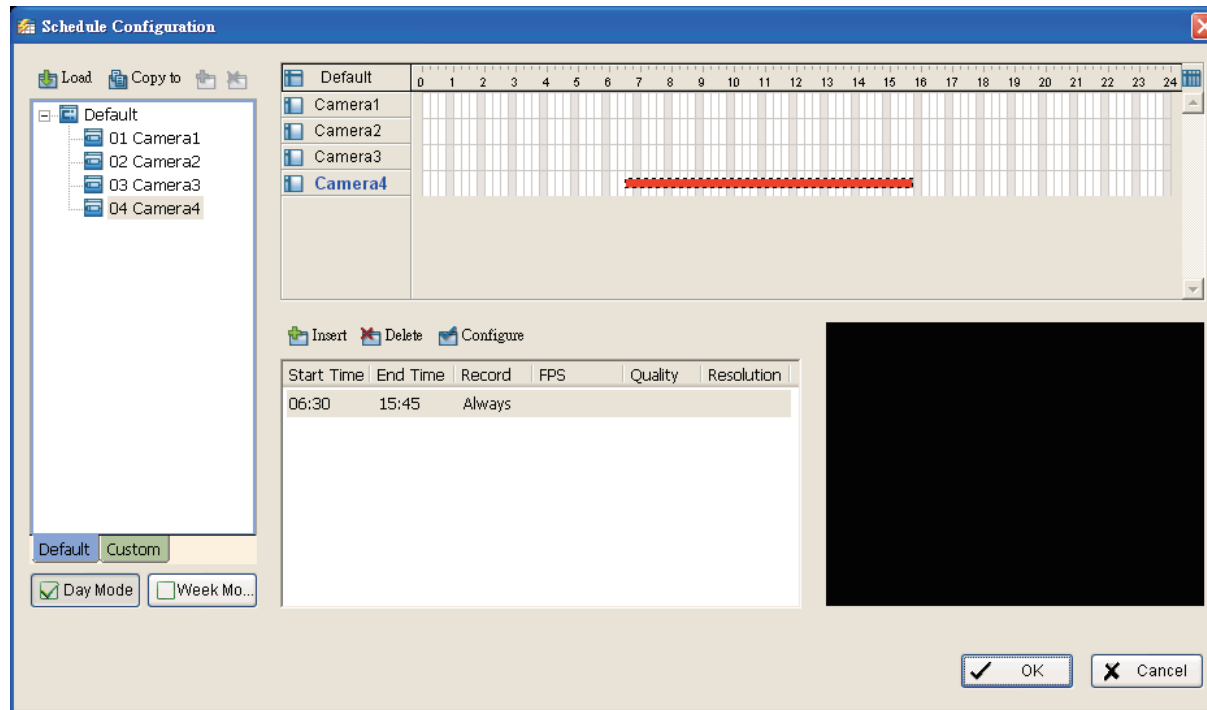 Schedule Configuration
Load Copy to
Default
01 Camera1
02 Camera2
03 Camera3
04 Camera4
Default Custom
Day Mode Week Mo...
Default 0 1 2 3 4 5 6 7 8 9 10 11 12 13 14 15 16 17 18 19 20 21 22 23 24
Camera1
Camera2
Camera3
Camera4
Insert Delete Configure
Start Time End Time Record FPS Quality Resolution
06:30 15:45 Always
OK Cancel